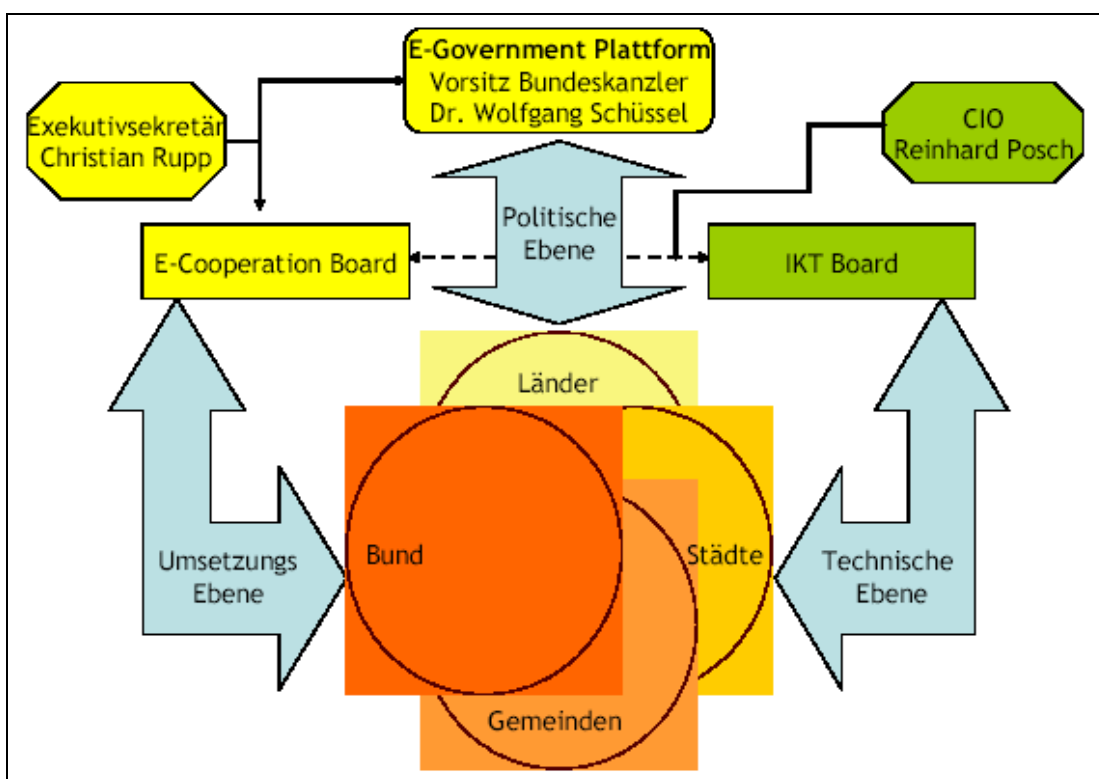 E-Government Plattform
Vorsitz Bundeskanzler
Dr. Wolfgang Schüssel
Exekutivsekretär
Christian Rupp
CIO
Reinhard Posch
Politische
Ebene
E-Cooperation Board
IKT Board
Länder
Bund
Städte
Umsetzungs
Ebene
Technische
Ebene
Gemeinden